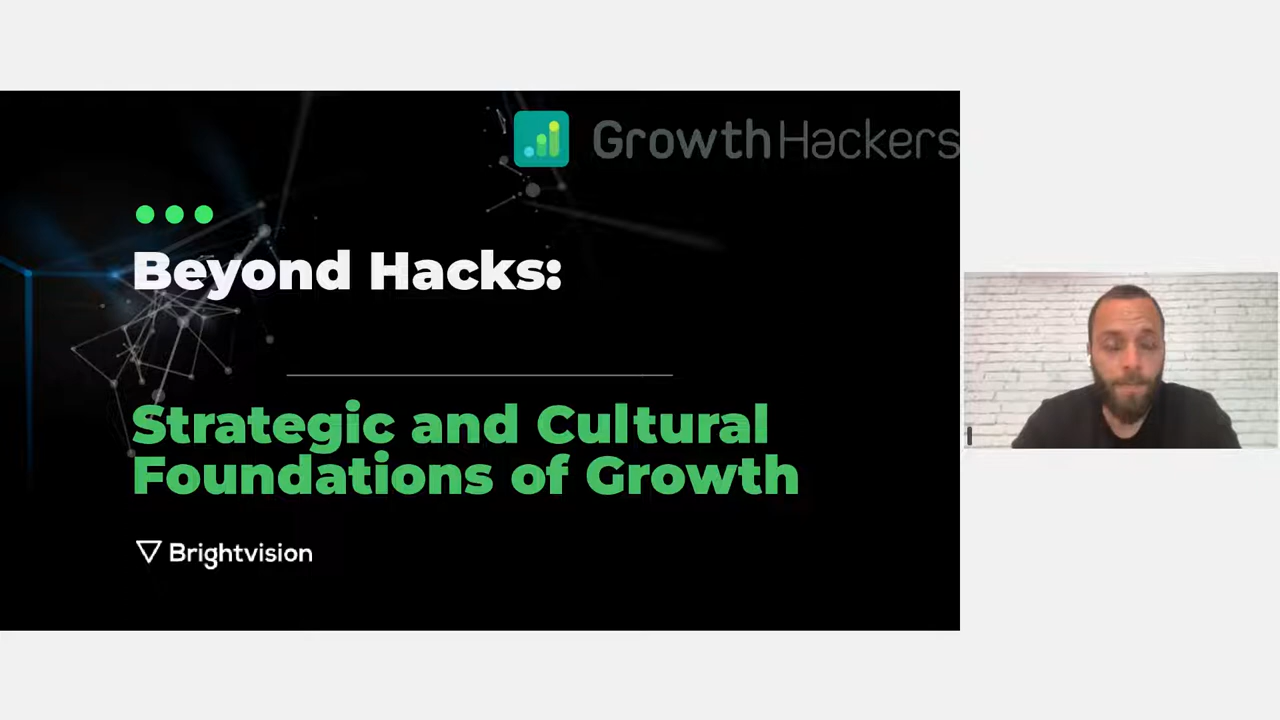 GrowthHackers
Beyond Hacks:
Strategic and Cultural
Foundations of Growth
Brightvision